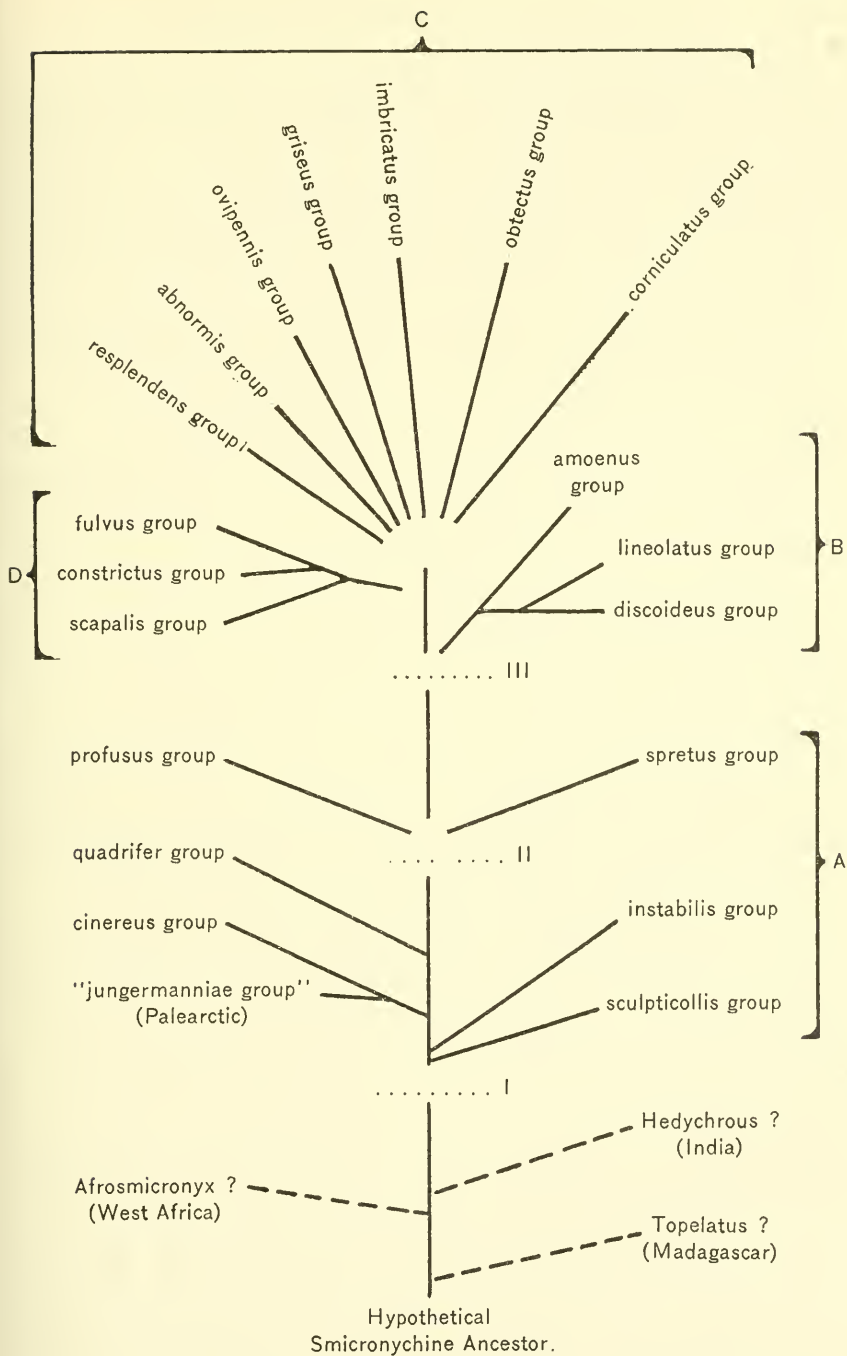 C
imbricatus group
griseus group
obtectus group
ovipennis group
corniculatus group
abnormis group
resplendens group
amoenus
group
fulvus group
lineolatus group
B
D
constrictus group
discoideus group
scapalis group
......... III
profusus group
spretus group
quadrifer group
.... .... II
A
cinereus group
instabilis group
"jungermanniae group"
(Palearctic)
sculpticollis group
......... I
Hedychrous ?
(India)
Afrosmicronyx ?
(West Africa)
Topelatus ?
(Madagascar)
Hypothetical
Smicronychine Ancestor.